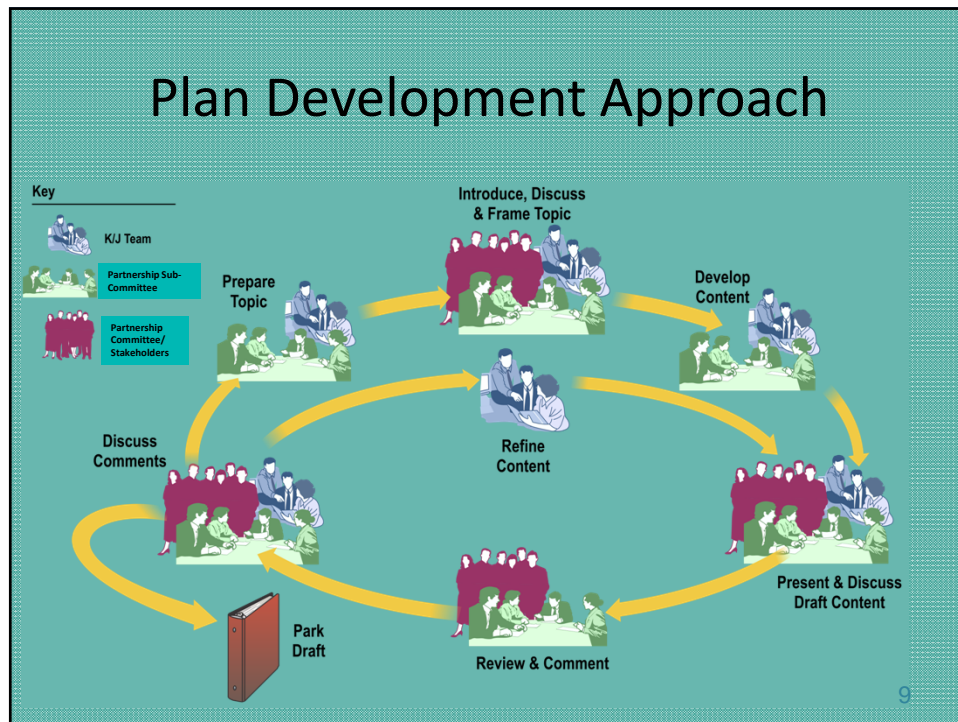 Plan Development Approach
Key
K/J Team
Partnership Sub-
Committee
Partnership
Committee/
Stakeholders
Prepare
Topic
Introduce, Discuss
& Frame Topic
Develop
Content
Refine
Content
Discuss
Comments
Present & Discuss
Draft Content
Review & Comment
Park
Draft
9